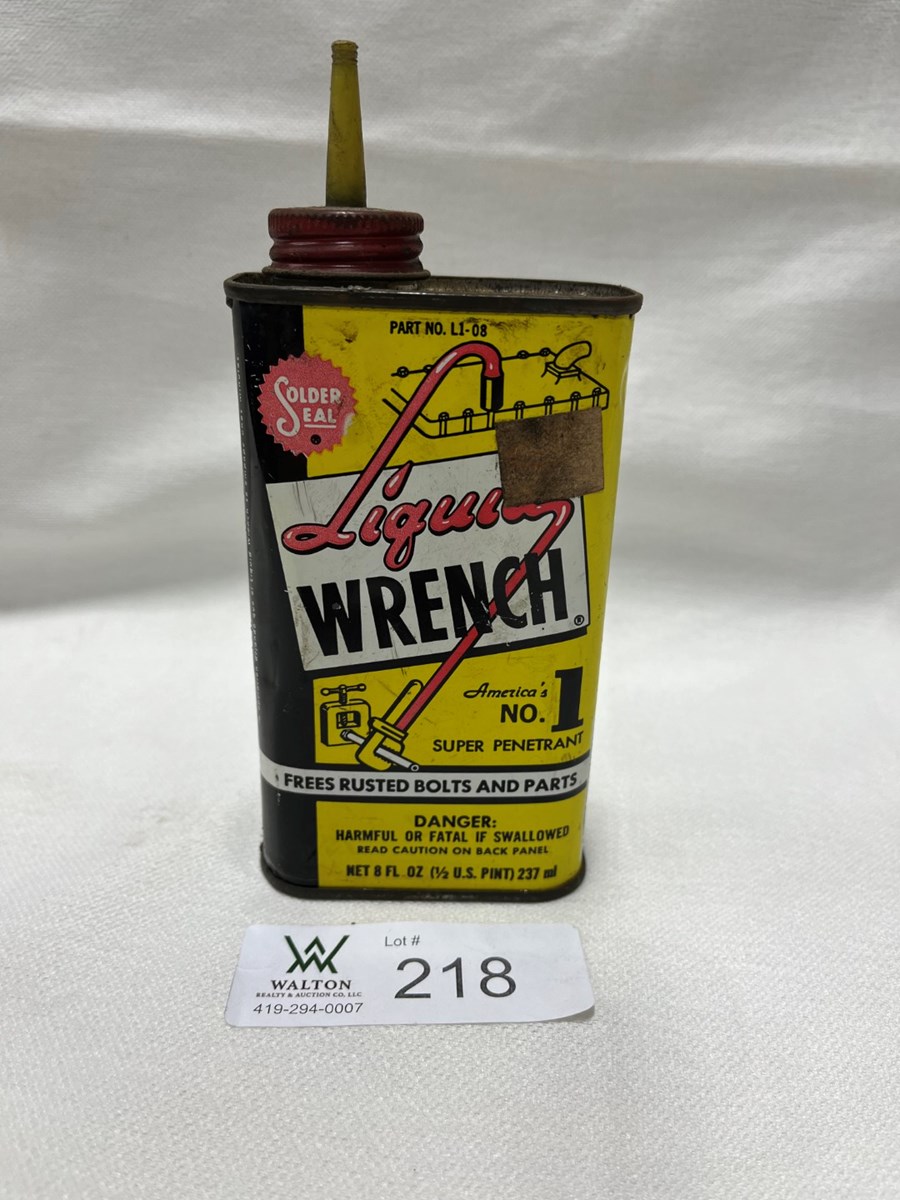 PART NO. L1-08
SOLDER
SEAL
Liquid
WRENCH®
America's
NO. 1
SUPER PENETRANT
FREES RUSTED BOLTS AND PARTS
DANGER:
HARMFUL OR FATAL IF SWALLOWED
READ CAUTION ON BACK PANEL
NET 8 FL. OZ (½ U.S. PINT) 237 ml
WALTON
REALTY & AUCTION CO, LLC
419-294-0007
Lot #
218